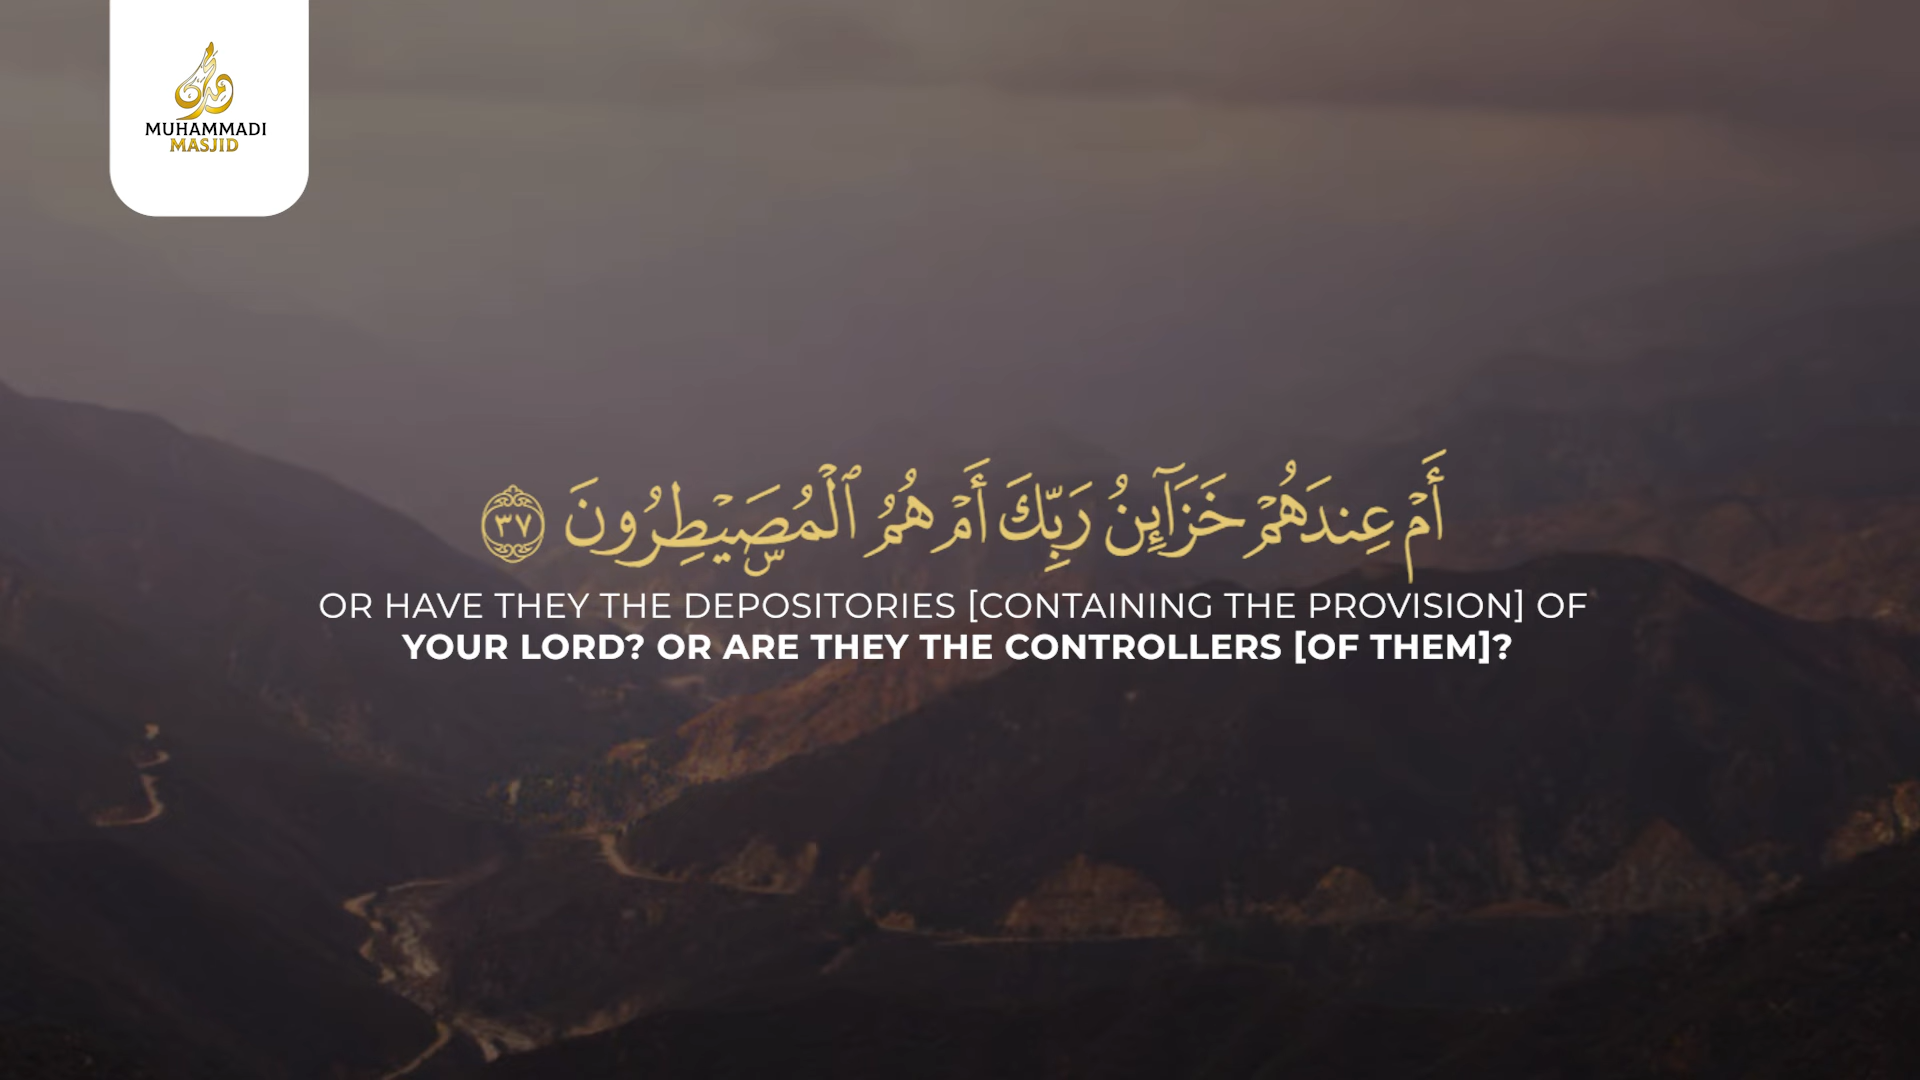 MUHAMMADI
MASJID
أَمْ عِندَهُمْ خَزَآئِنُ رَبِّكَ أَمْ هُمُ ٱلْمُصَۜيْطِرُونَ ٣٧
OR HAVE THEY THE DEPOSITORIES [CONTAINING THE PROVISION] OF
YOUR LORD? OR ARE THEY THE CONTROLLERS [OF THEM]?